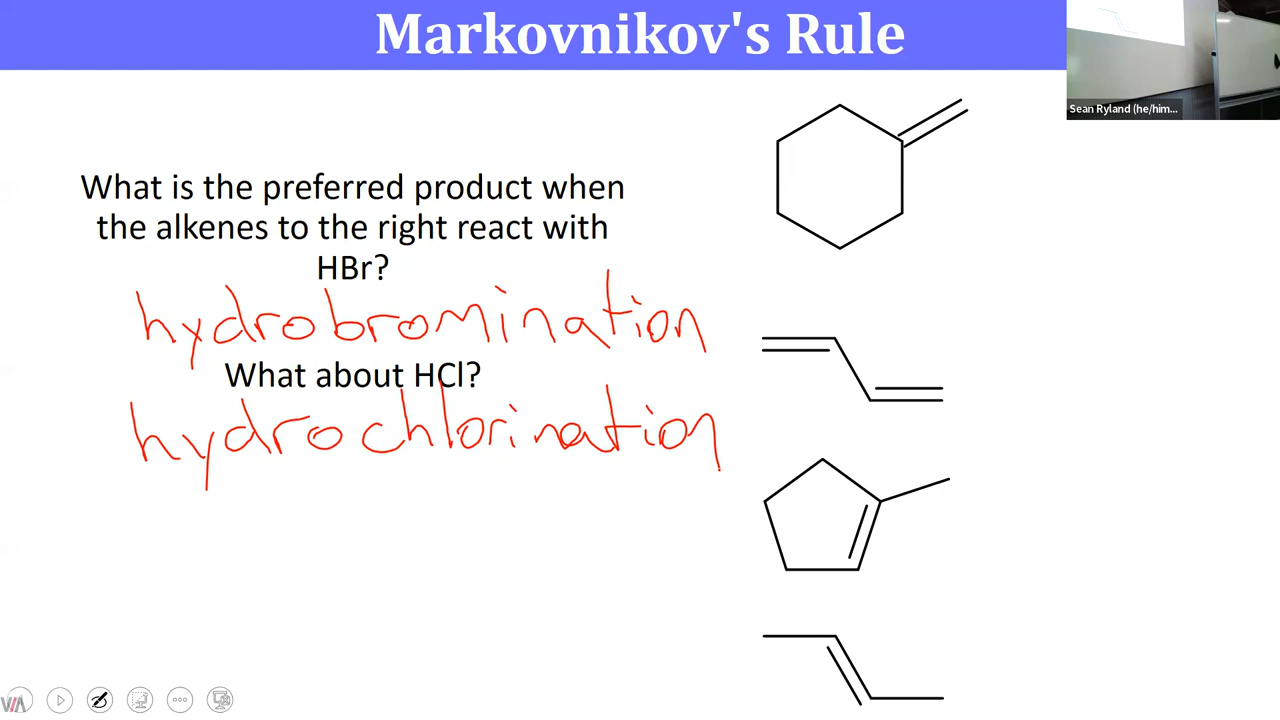 Markovnikov's Rule
Sean Ryland (he/him...
What is the preferred product when
the alkenes to the right react with
HBr?
hydrobromination
What about HCl?
hydrochlorination
VIA